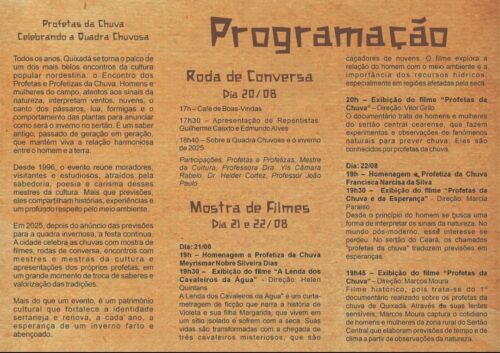 Profetas da Chuva
Celebrando a Quadra Chuvosa
Todos os anos, Quixadá se torna o palco de
um dos mais belos encontros da cultura
popular nordestina: o Encontro dos
Profetas e Profetizas da Chuva. Homens e
mulheres do campo, atentos aos sinais da
natureza, interpretam ventos, nuvens, o
canto dos pássaros, lua, formigas e o
comportamento das plantas para anunciar
como será o inverno no sertão. É um saber
antigo, passado de geração em geração,
que mantém viva a relação harmoniosa
entre o homem e a terra.
Desde 1996, o evento reúne moradores,
visitantes e estudiosos, atraídos pela
sabedoria, poesia e carisma desses
mestres da cultura. Mais que previsões,
eles compartilham histórias, experiências e
um profundo respeito pelo meio ambiente.
Em 2025, depois do anúncio das previsões
para a quadra invernosa, a festa continua.
A cidade celebra as chuvas com mostra de
filmes, rodas de conversa, encontros com
mestres e mestras da cultura e
apresentações dos próprios profetas, em
um grande momento de troca de saberes e
valorização das tradições.
Mais do que um evento, é um patrimônio
cultural que fortalece a identidade
sertaneja e renova, a cada ano, a
esperança de um inverno farto e
abençoado.
Programação
Roda de Conversa
Dia 20/08
17h – Café de Boas-Vindas
17h30 – Apresentação de Repentistas:
Guilherme Calixto e Edmundo Alves
18h40 – Sobre a Quadra Chuvosa e o inverno
de 2025
Participações: Profetas e Profetizas, Mestre
da Cultura, Professora Dra. Yls Câmara
Rabelo, Dr. Helder Cortez, Professor João
Paulo
Mostra de Filmes
Dia 21 e 22/08
Dia: 21/08
19h – Homenagem a Profetiza da Chuva
Meyrismar Nobre Silveira Dias
19h30 – Exibição do filme “A Lenda dos
Cavaleiros da Água” - Direção: Helen
Quintans
A Lenda dos Cavaleiros da Água” é um curta-
metragem de ficção que narra a história de
Violeta e sua filha Margarida, que vivem em
um sítio isolado e sofrem com a seca. Suas
vidas são transformadas com a chegada de
três cavaleiros misteriosos, que são
caçadores de nuvens. O filme explora a
relação do homem com o meio ambiente e a
importância dos recursos hídricos,
especialmente em regiões afetadas pela seca.
20h – Exibição do filme “Profetas da
Chuva” – Direção: Vitor Grilo
O documentário trata de homens e mulheres
do sertão central cearense, que fazem
experimentos e observações de fenômenos
naturais para prever chuva. Eles são
conhecidos por profetas da chuva.
Dia: 22/08
19h – Homenagem a Profetiza da Chuva
Francisca Narcisa da Silva
19h30 – Exibição do filme “Profetas da
Chuva e da Esperança” – Direção: Marcia
Paraiso
Desde o princípio do homem se busca uma
forma de interpretar os sinais da natureza. No
mundo pós-moderno, esse interesse se
perdeu. No sertão do Ceará, os chamados
"profetas da chuva" traduzem previsões em
esperanças.
19h45 – Exibição do filme “Profetas da
Chuva” – Direção: Marcos Moura
Filme histórico, pois trata-se do 1°
documentário realizado sobre os profetas da
chuva de Quixadá. Através de suas lentes
sensíveis, Marcos Moura captura o cotidiano
de homens e mulheres da zona rural do Sertão
Central que elaboram previsões de tempo e de
clima a partir de sabedorias da observação.